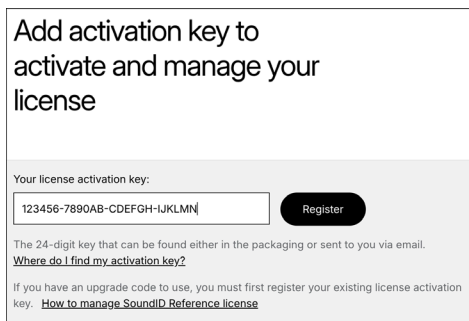 Add activation key to
activate and manage your
license
Your license activation key:
123456-7890AB-CDEFGH-IJKLMN
Register
The 24-digit key that can be found either in the packaging or sent to you via email.
Where do I find my activation key?
If you have an upgrade code to use, you must first register your existing license activation
key. How to manage SoundID Reference license